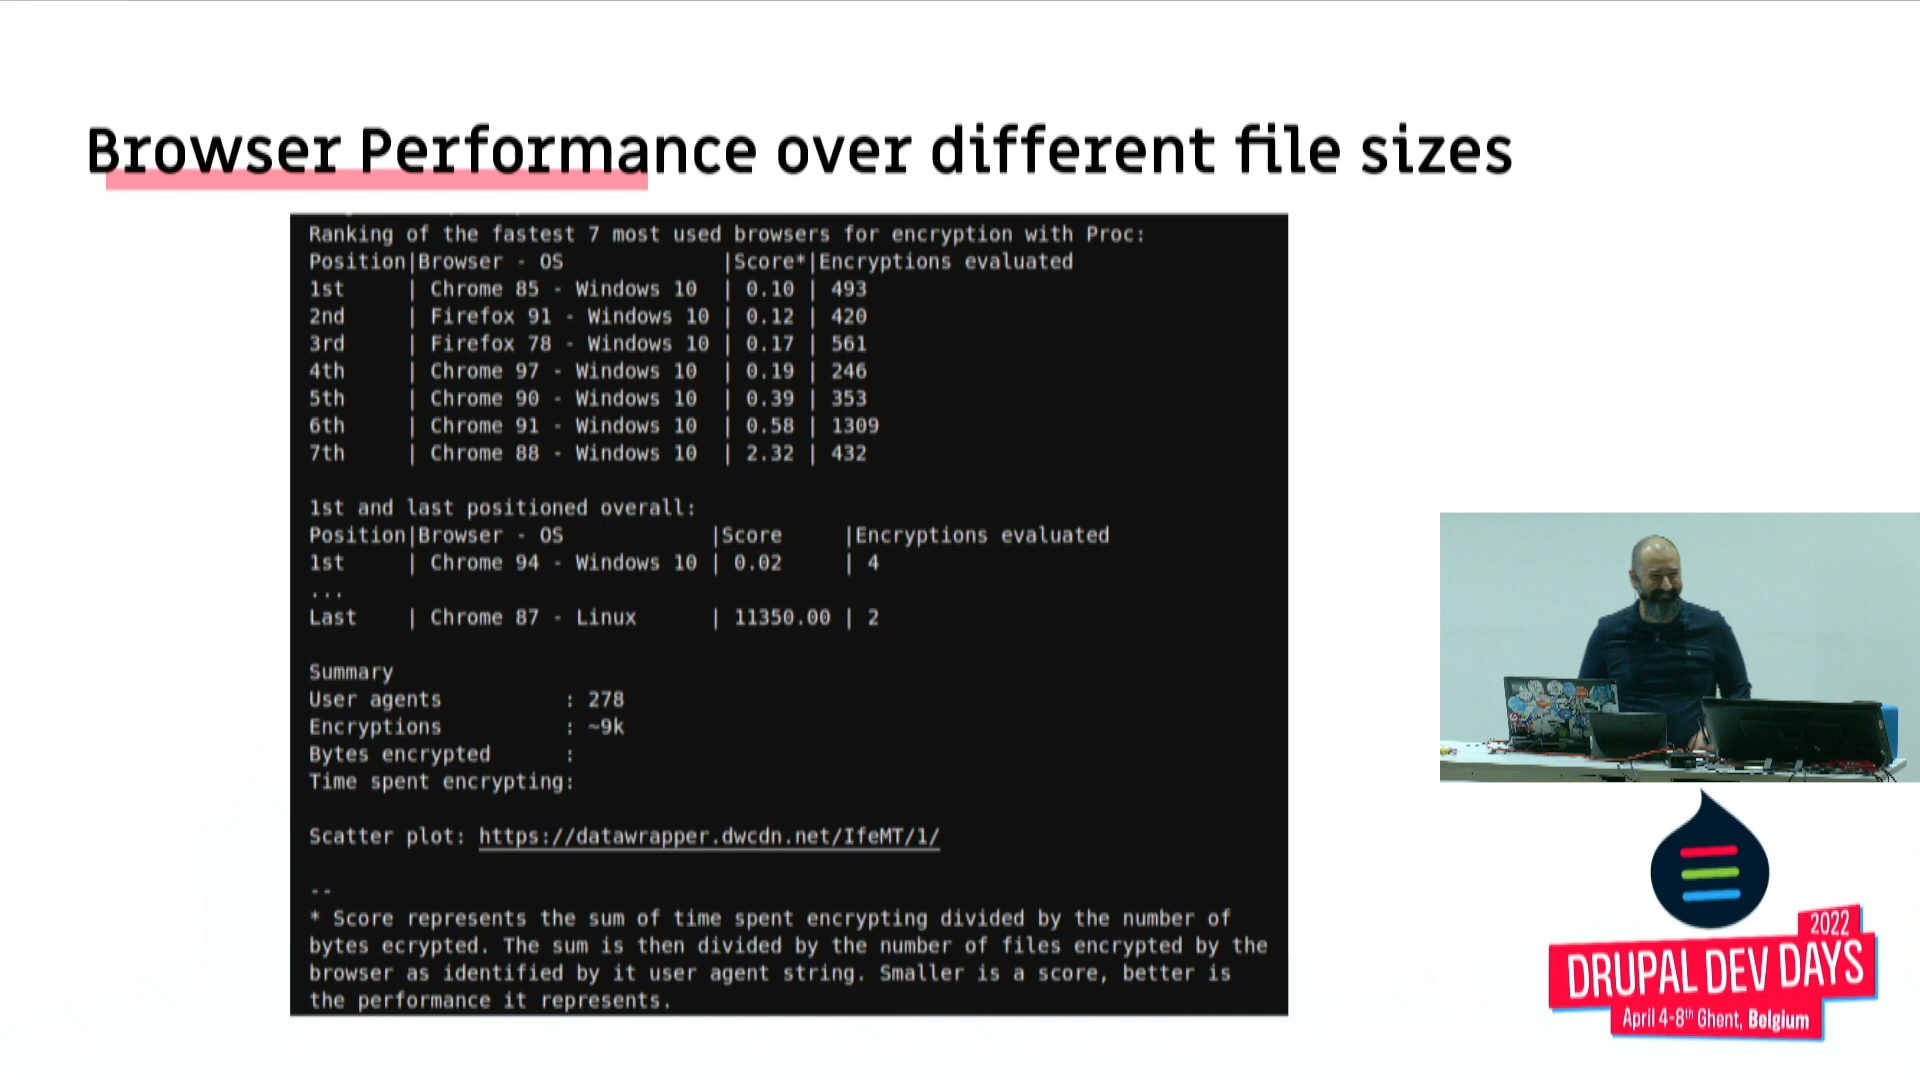 Browser Performance over different file sizes
Ranking of the fastest 7 most used browsers for encryption with Proc:
Position|Browser - OS |Score*|Encryptions evaluated
1st | Chrome 85 - Windows 10 | 0.10 | 493
2nd | Firefox 91 - Windows 10 | 0.12 | 420
3rd | Firefox 78 - Windows 10 | 0.17 | 561
4th | Chrome 97 - Windows 10 | 0.19 | 246
5th | Chrome 90 - Windows 10 | 0.39 | 353
6th | Chrome 91 - Windows 10 | 0.58 | 1309
7th | Chrome 88 - Windows 10 | 2.32 | 432
1st and last positioned overall:
Position|Browser - OS |Score |Encryptions evaluated
1st | Chrome 94 - Windows 10 | 0.02 | 4
...
Last | Chrome 87 - Linux | 11350.00 | 2
Summary
User agents : 278
Encryptions : ~9k
Bytes encrypted :
Time spent encrypting:
Scatter plot: https://datawrapper.dwcdn.net/IfeMT/1/
--
* Score represents the sum of time spent encrypting divided by the number of
bytes ecrypted. The sum is then divided by the number of files encrypted by the
browser as identified by it user agent string. Smaller is a score, better is
the performance it represents.
2022
DRUPAL DEV DAYS
April 4-8th Ghent, Belgium